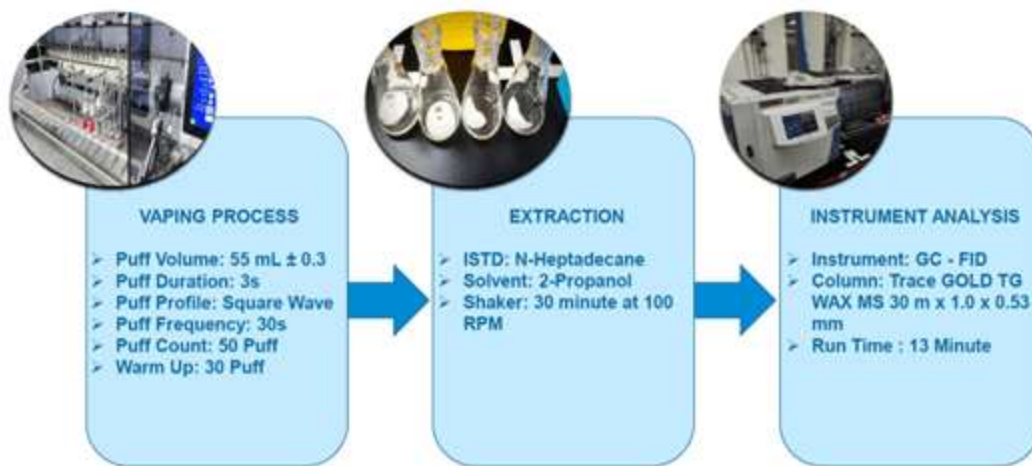 VAPING PROCESS
➢ Puff Volume: 55 mL ± 0.3
➢ Puff Duration: 3s
➢ Puff Profile: Square Wave
➢ Puff Frequency: 30s
➢ Puff Count: 50 Puff
➢ Warm Up: 30 Puff
EXTRACTION
➢ ISTD: N-Heptadecane
➢ Solvent: 2-Propanol
➢ Shaker: 30 minute at 100
RPM
INSTRUMENT ANALYSIS
➢ Instrument: GC - FID
➢ Column: Trace GOLD TG
WAX MS 30 m x 1.0 x 0.53
mm
➢ Run Time : 13 Minute